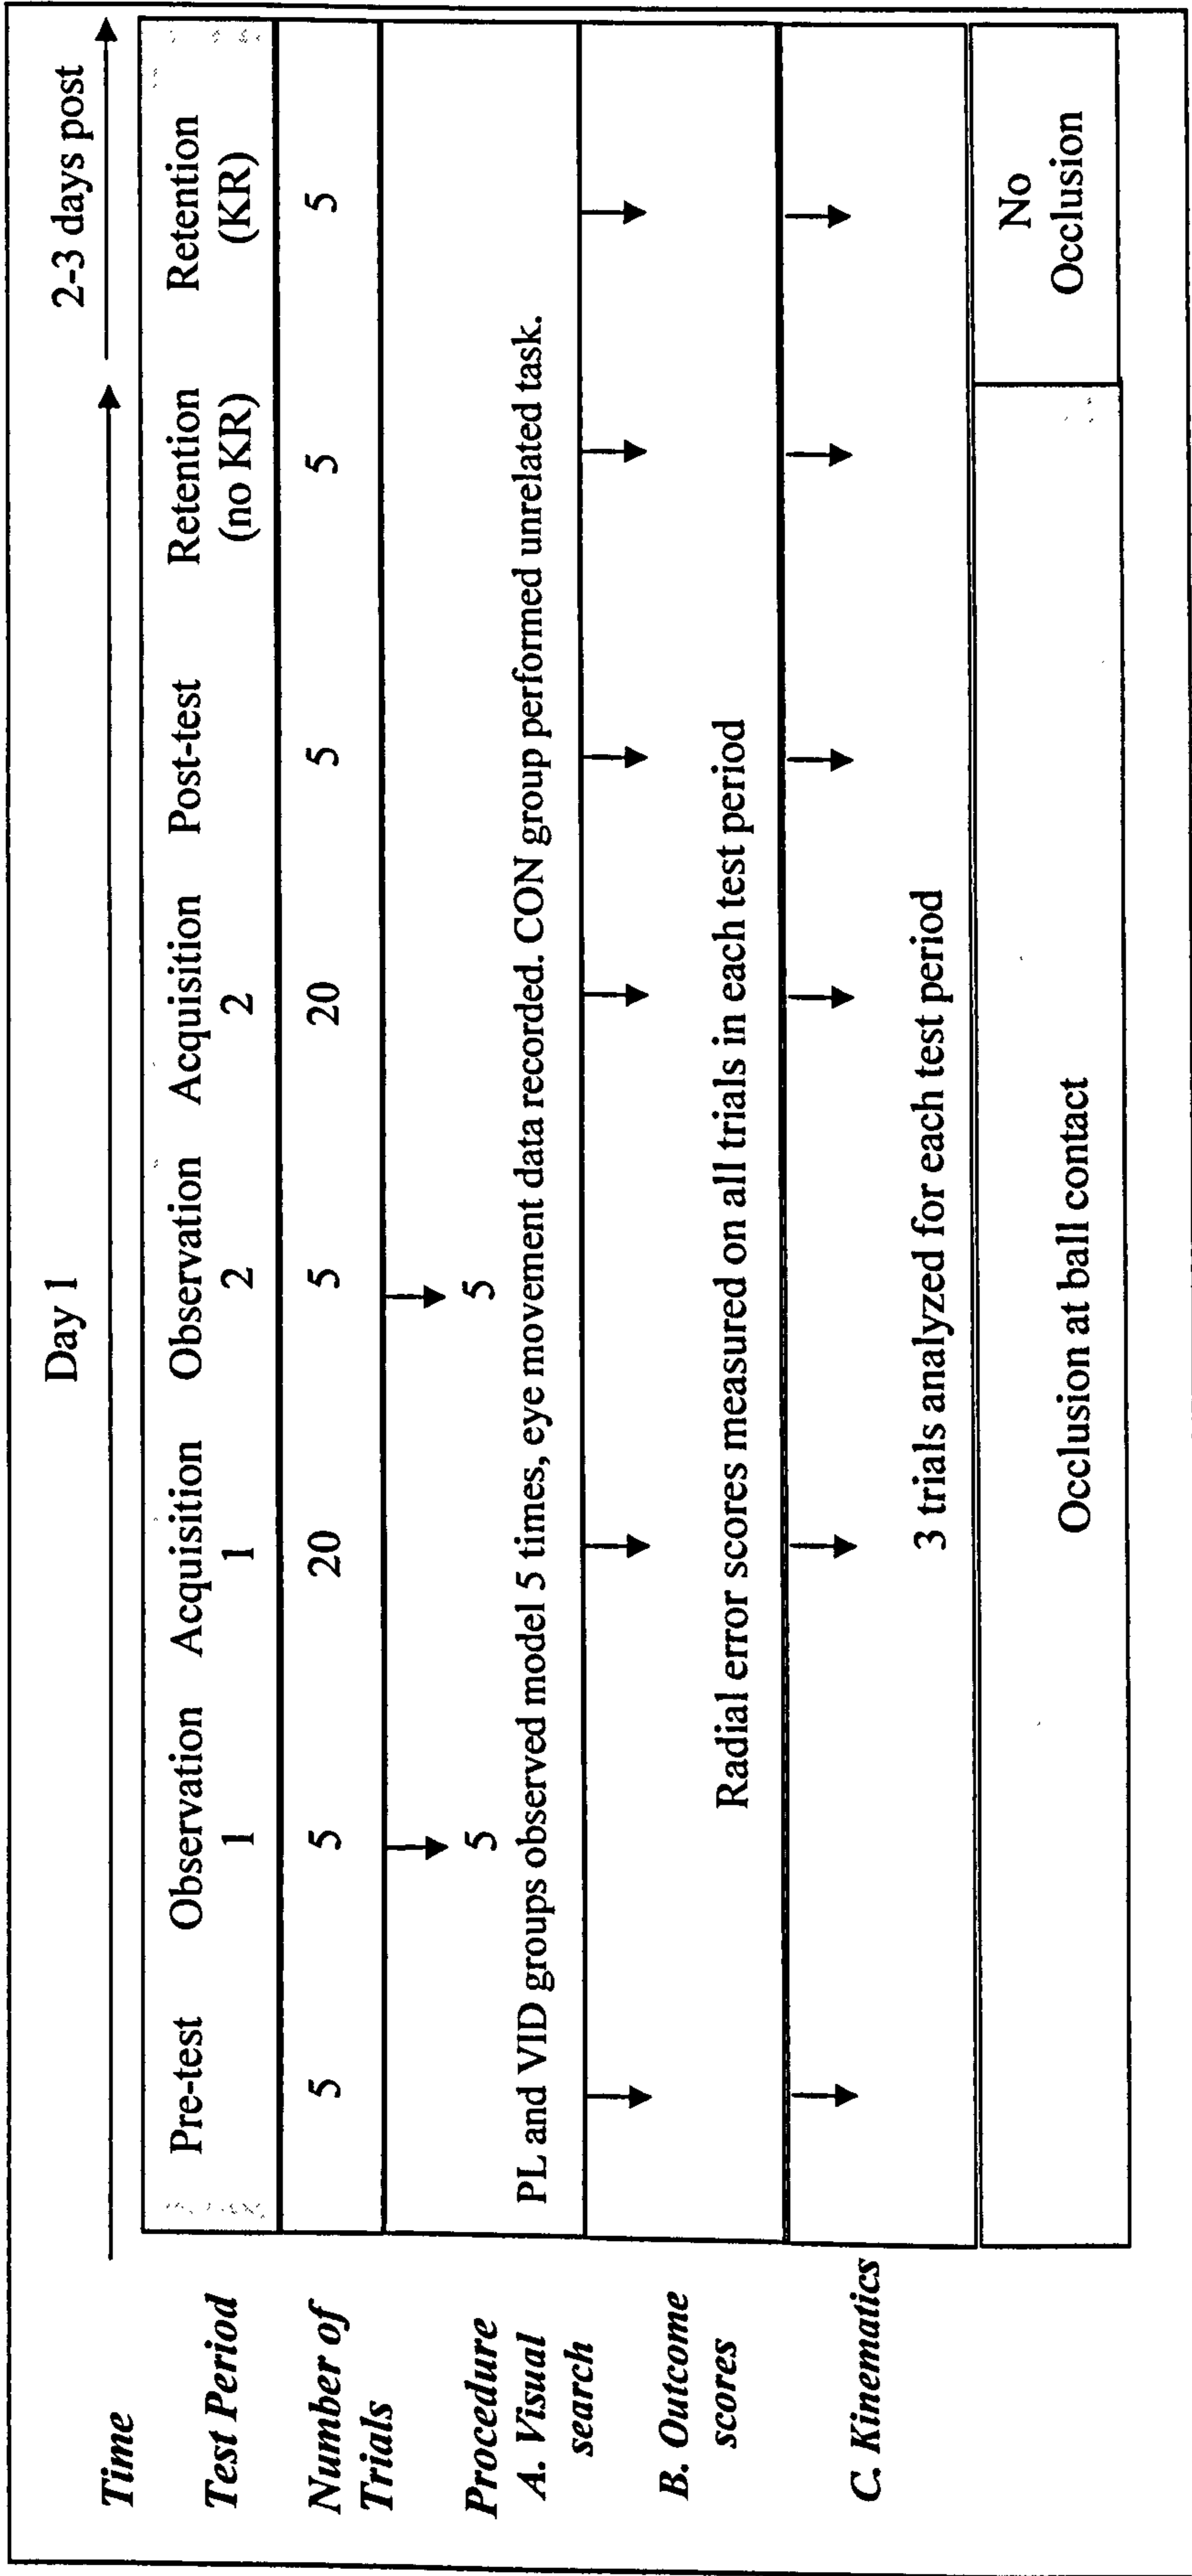 Time
Day 1
2-3 days post
Test Period
Pre-test
Observation
1
Acquisition
1
Observation
2
Acquisition
2
Post-test
Retention
(no KR)
Retention
(KR)
Number of
Trials
5
5
20
5
20
5
5
5
Procedure
A. Visual
search
5
5
PL and VID groups observed model 5 times, eye movement data recorded. CON group performed unrelated task.
B. Outcome
scores
Radial error scores measured on all trials in each test period
C. Kinematics
3 trials analyzed for each test period
Occlusion at ball contact
No
Occlusion